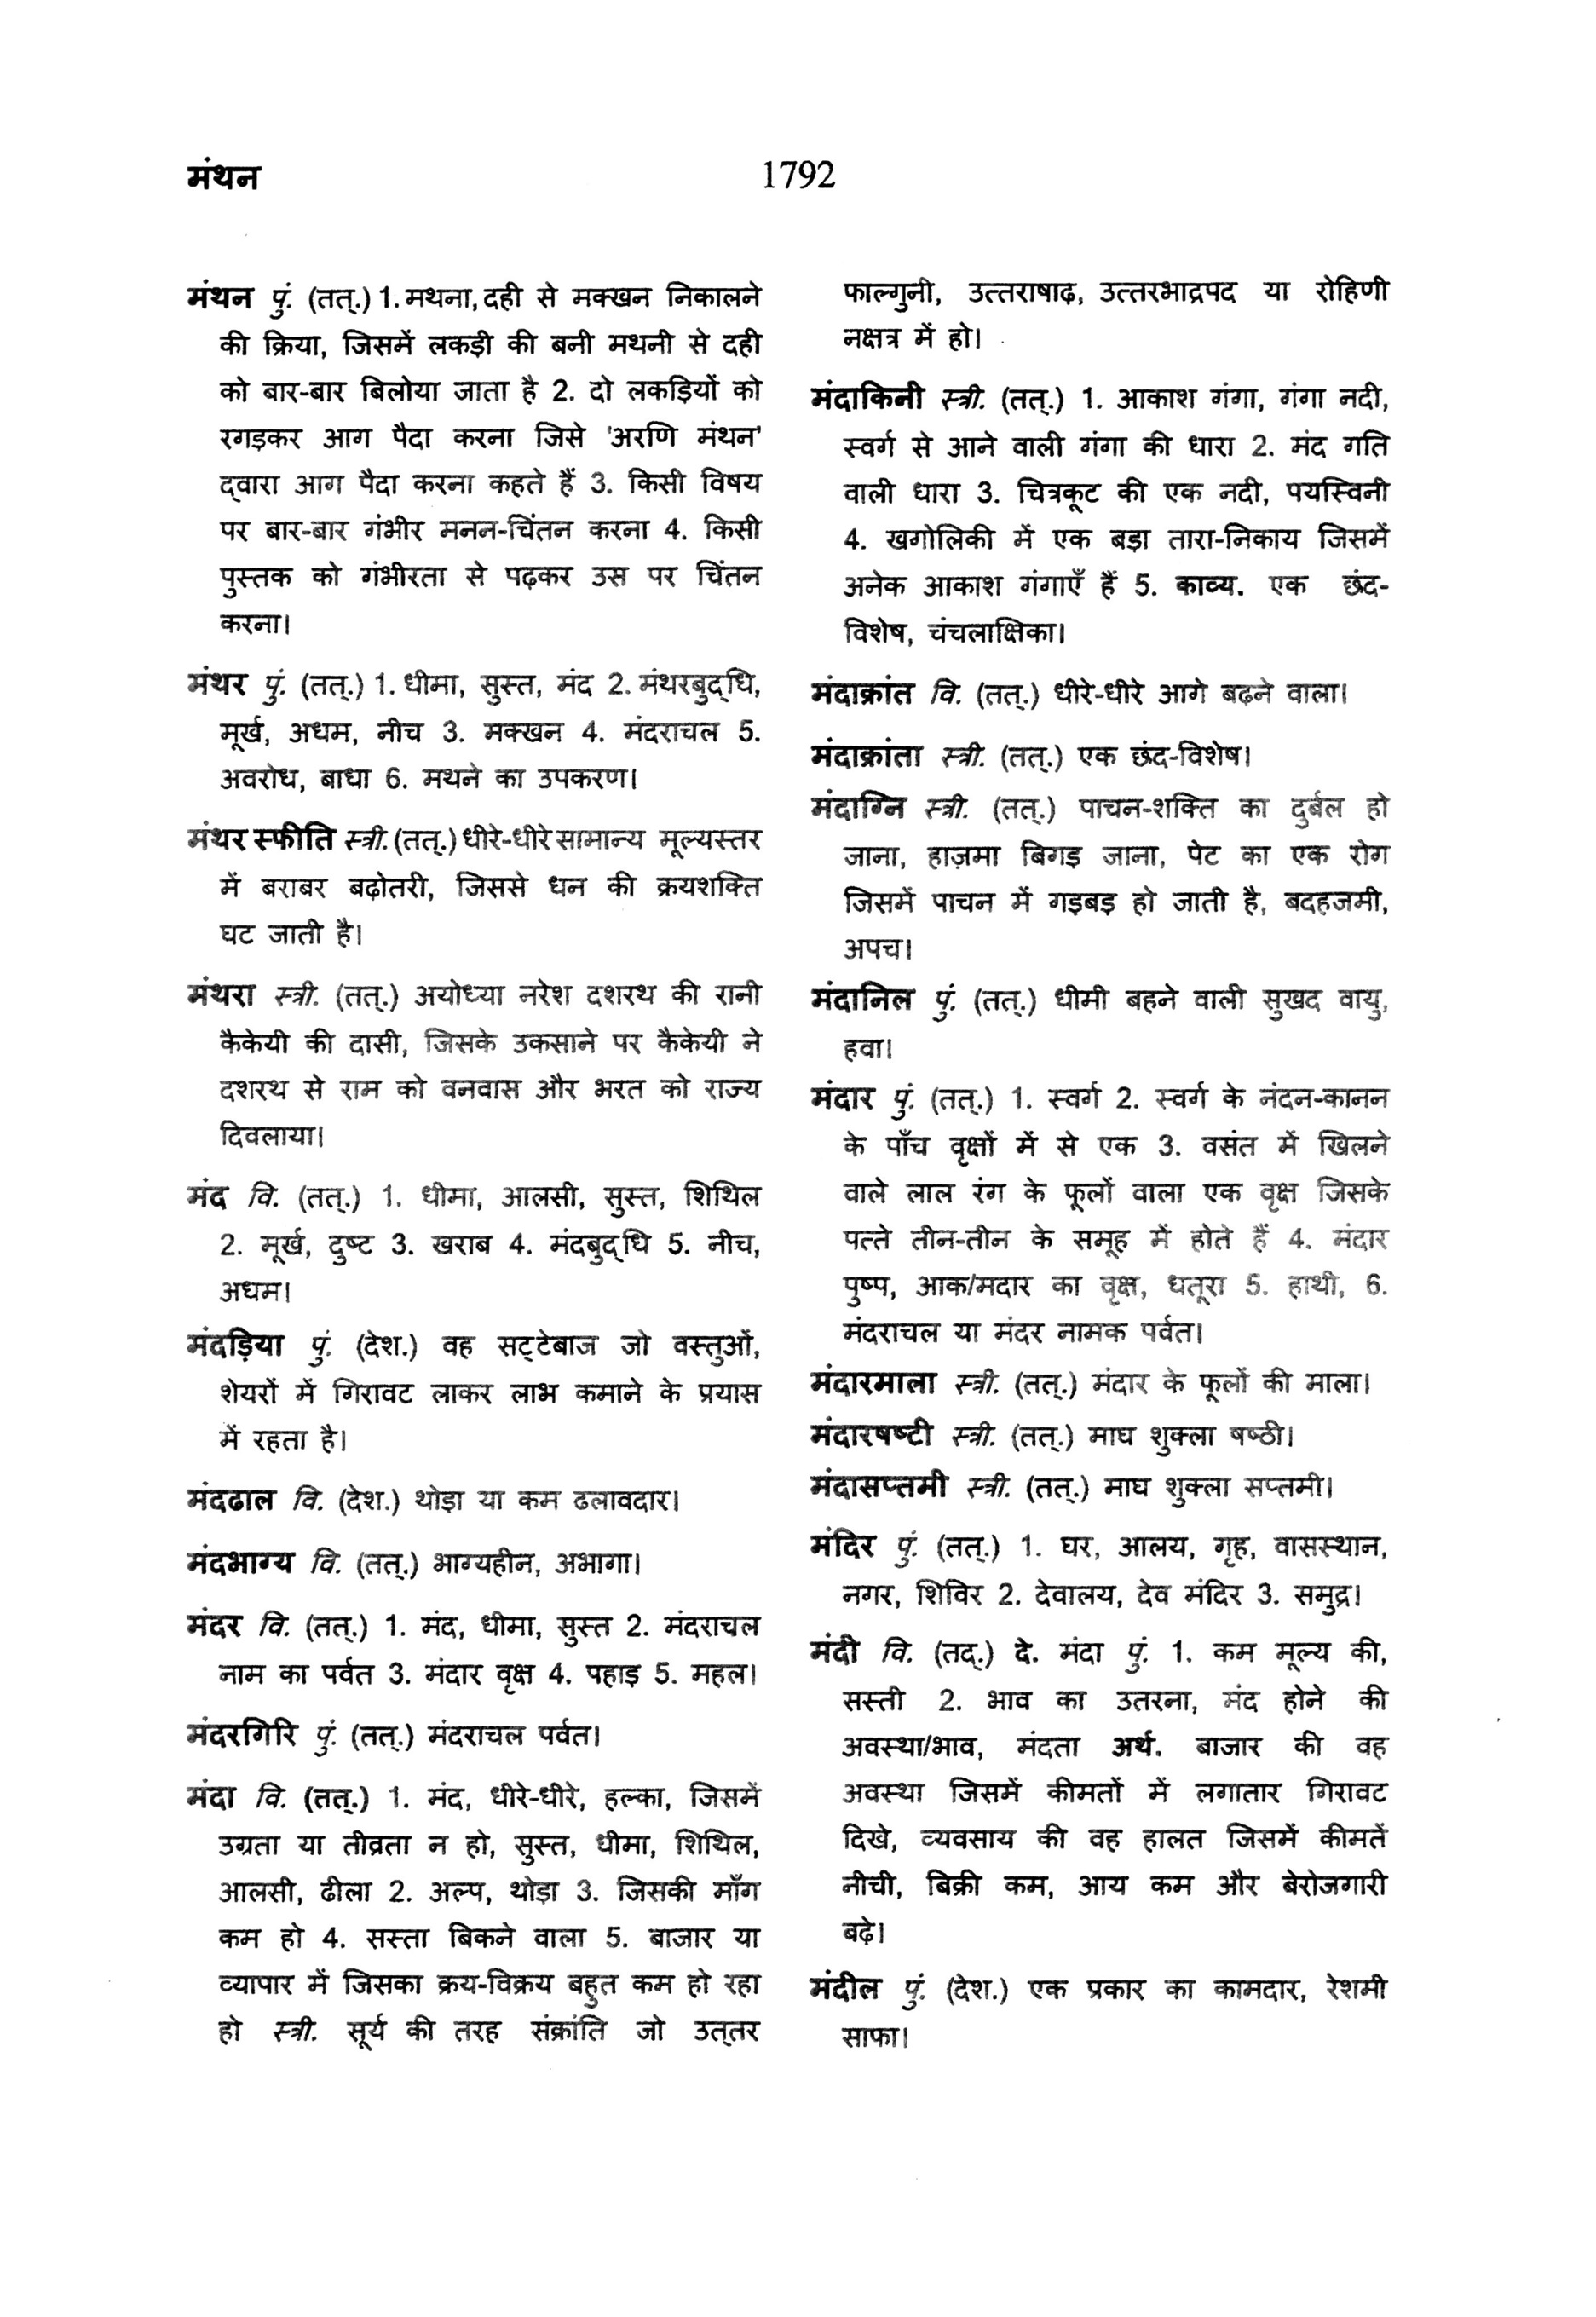 मंथन
1792
मंथन पुं. (तत्.) 1. मथना, दही से मक्खन निकालने
की क्रिया, जिसमें लकड़ी की बनी मथनी से दही
को बार-बार बिलोया जाता है 2. दो लकड़ियों को
रगड़कर आग पैदा करना जिसे 'अरणि मंथन'
द्‌वारा आग पैदा करना कहते हैं 3. किसी विषय
पर बार-बार गंभीर मनन-चिंतन करना 4. किसी
पुस्तक को गंभीरता से पढ़कर उस पर चिंतन
करना।
मंथर पुं. (तत्.) 1. धीमा, सुस्त, मंद 2. मंथरबुद्‌धि,
मूर्ख, अधम, नीच 3. मक्खन 4. मंदराचल 5.
अवरोध, बाधा 6. मथने का उपकरण।
मंथर स्फीति स्त्री. (तत्.) धीरे-धीरे सामान्य मूल्यस्तर
में बराबर बढ़ोतरी, जिससे धन की क्रयशक्ति
घट जाती है।
मंथरा स्त्री. (तत्.) अयोध्या नरेश दशरथ की रानी
कैकेयी की दासी, जिसके उकसाने पर कैकेयी ने
दशरथ से राम को वनवास और भरत को राज्य
दिवलाया।
मंद वि. (तत्.) 1. धीमा, आलसी, सुस्त, शिथिल
2. मूर्ख, दुष्ट 3. खराब 4. मंदबुद्‌धि 5. नीच,
अधम।
मंदड़िया पुं. (देश.) वह सट्‌टेबाज जो वस्तुओं,
शेयरों में गिरावट लाकर लाभ कमाने के प्रयास
में रहता है।
मंदढाल वि. (देश.) थोड़ा या कम ढलावदार।
मंदभाग्य वि. (तत्.) भाग्यहीन, अभागा।
मंदर वि. (तत्.) 1. मंद, धीमा, सुस्त 2. मंदराचल
नाम का पर्वत 3. मंदार वृक्ष 4. पहाड़ 5. महल।
मंदरगिरि पुं. (तत्.) मंदराचल पर्वत।
मंदा वि. (तत्.) 1. मंद, धीरे-धीरे, हल्का, जिसमें
उग्रता या तीव्रता न हो, सुस्त, धीमा, शिथिल,
आलसी, ढीला 2. अल्प, थोड़ा 3. जिसकी माँग
कम हो 4. सस्ता बिकने वाला 5. बाजार या
व्यापार में जिसका क्रय-विक्रय बहुत कम हो रहा
हो स्त्री. सूर्य की तरह संक्रांति जो उत्‌तर
फाल्गुनी, उत्तराषाढ़, उत्तरभाद्रपद या रोहिणी
नक्षत्र में हो।
मंदाकिनी स्त्री. (तत्.) 1. आकाश गंगा, गंगा नदी,
स्वर्ग से आने वाली गंगा की धारा 2. मंद गति
वाली धारा 3. चित्रकूट की एक नदी, पयस्विनी
4. खगोलिकी में एक बड़ा तारा-निकाय जिसमें
अनेक आकाश गंगाएँ हैं 5. काव्य. एक छंद-
विशेष, चंचलाक्षिका।
मंदाक्रांत वि. (तत्.) धीरे-धीरे आगे बढ़ने वाला।
मंदाक्रांता स्त्री. (तत्.) एक छंद-विशेष।
मंदाग्नि स्त्री. (तत्.) पाचन-शक्ति का दुर्बल हो
जाना, हाज़मा बिगड़ जाना, पेट का एक रोग
जिसमें पाचन में गड़बड़ हो जाती है, बदहजमी,
अपच।
मंदानिल पुं. (तत्.) धीमी बहने वाली सुखद वायु,
हवा।
मंदार पुं. (तत्.) 1. स्वर्ग 2. स्वर्ग के नंदन-कानन
के पाँच वृक्षों में से एक 3. वसंत में खिलने
वाले लाल रंग के फूलों वाला एक वृक्ष जिसके
पत्ते तीन-तीन के समूह में होते हैं 4. मंदार
पुष्प, आक/मदार का वृक्ष, धतूरा 5. हाथी, 6.
मंदराचल या मंदर नामक पर्वत।
मंदारमाला स्त्री. (तत्.) मंदार के फूलों की माला।
मंदारषष्टी स्त्री. (तत्.) माघ शुक्ला षष्ठी।
मंदासप्तमी स्त्री. (तत्.) माघ शुक्ला सप्तमी।
मंदिर पुं. (तत्.) 1. घर, आलय, गृह, वासस्थान,
नगर, शिविर 2. देवालय, देव मंदिर 3. समुद्र।
मंदी वि. (तद्.) दे. मंदा पुं. 1. कम मूल्य की,
सस्ती 2. भाव का उतरना, मंद होने की
अवस्था/भाव, मंदता अर्थ. बाजार की वह
अवस्था जिसमें कीमतों में लगातार गिरावट
दिखे, व्यवसाय की वह हालत जिसमें कीमतें
नीची, बिक्री कम, आय कम और बेरोजगारी
बढ़े।
मंदील पुं. (देश.) एक प्रकार का कामदार, रेशमी
साफा।